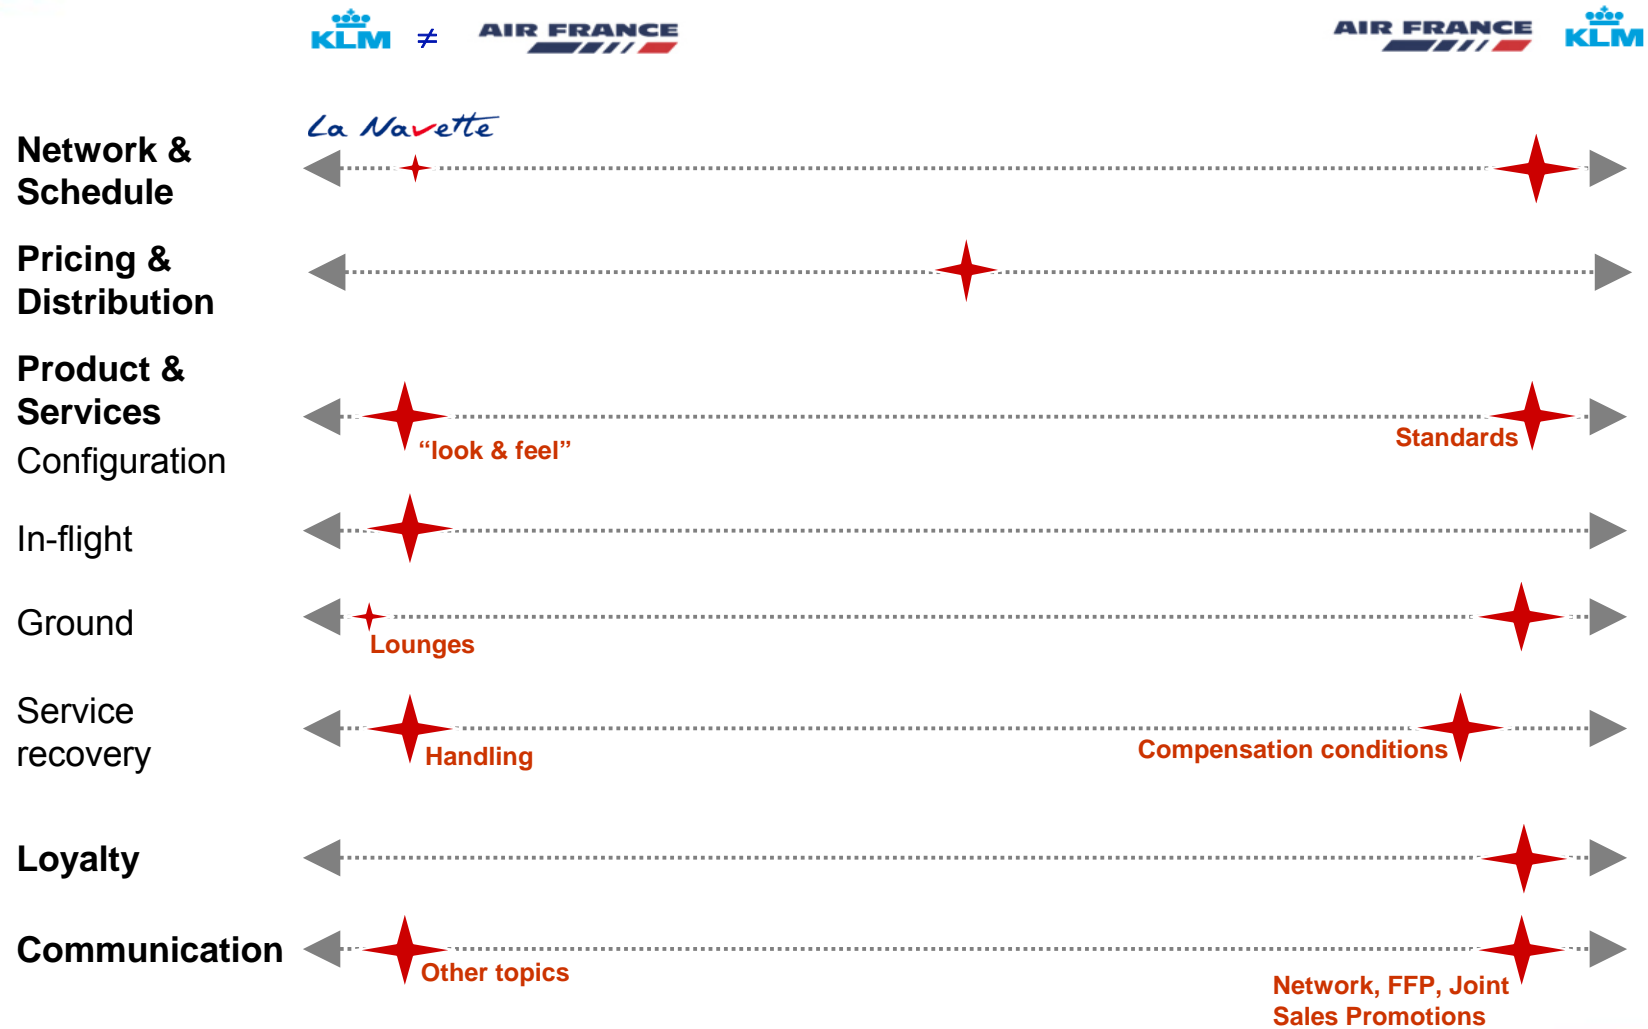 KLM ≠ AIR FRANCE
AIR FRANCE KLM
La Navette
Network &
Schedule
Pricing &
Distribution
Product &
Services
Configuration
“look & feel”
Standards
In-flight
Ground
Lounges
Service
recovery
Handling
Compensation conditions
Loyalty
Communication
Other topics
Network, FFP, Joint
Sales Promotions